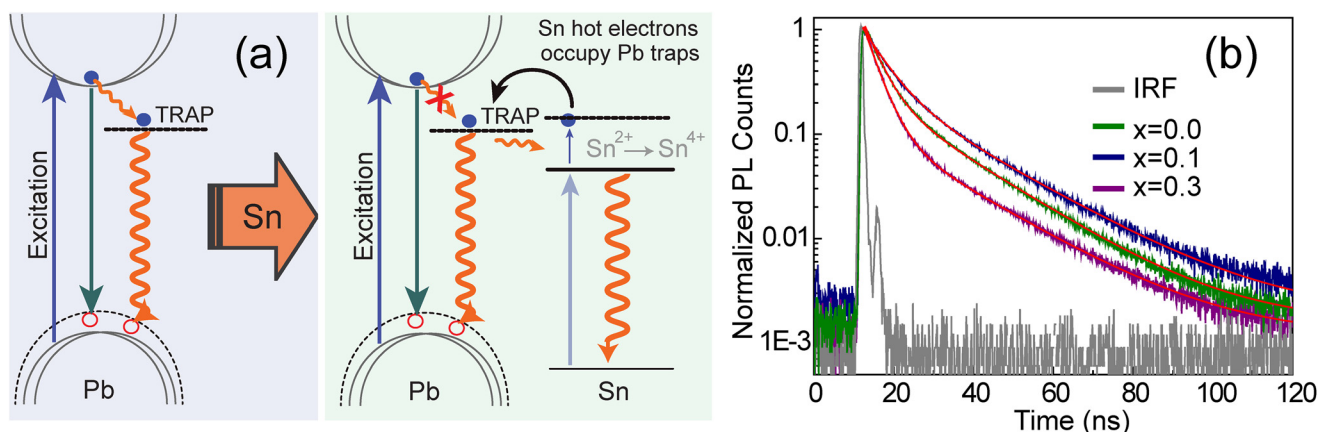 (a)
TRAP
Excitation
Pb
Sn
Sn hot electrons
occupy Pb traps
TRAP
Sn2+→Sn4+
Excitation
Pb
Sn
(b)
IRF
x=0.0
x=0.1
x=0.3
Normalized PL Counts
1
0.1
0.01
1E-3
0 20 40 60 80 100 120
Time (ns)